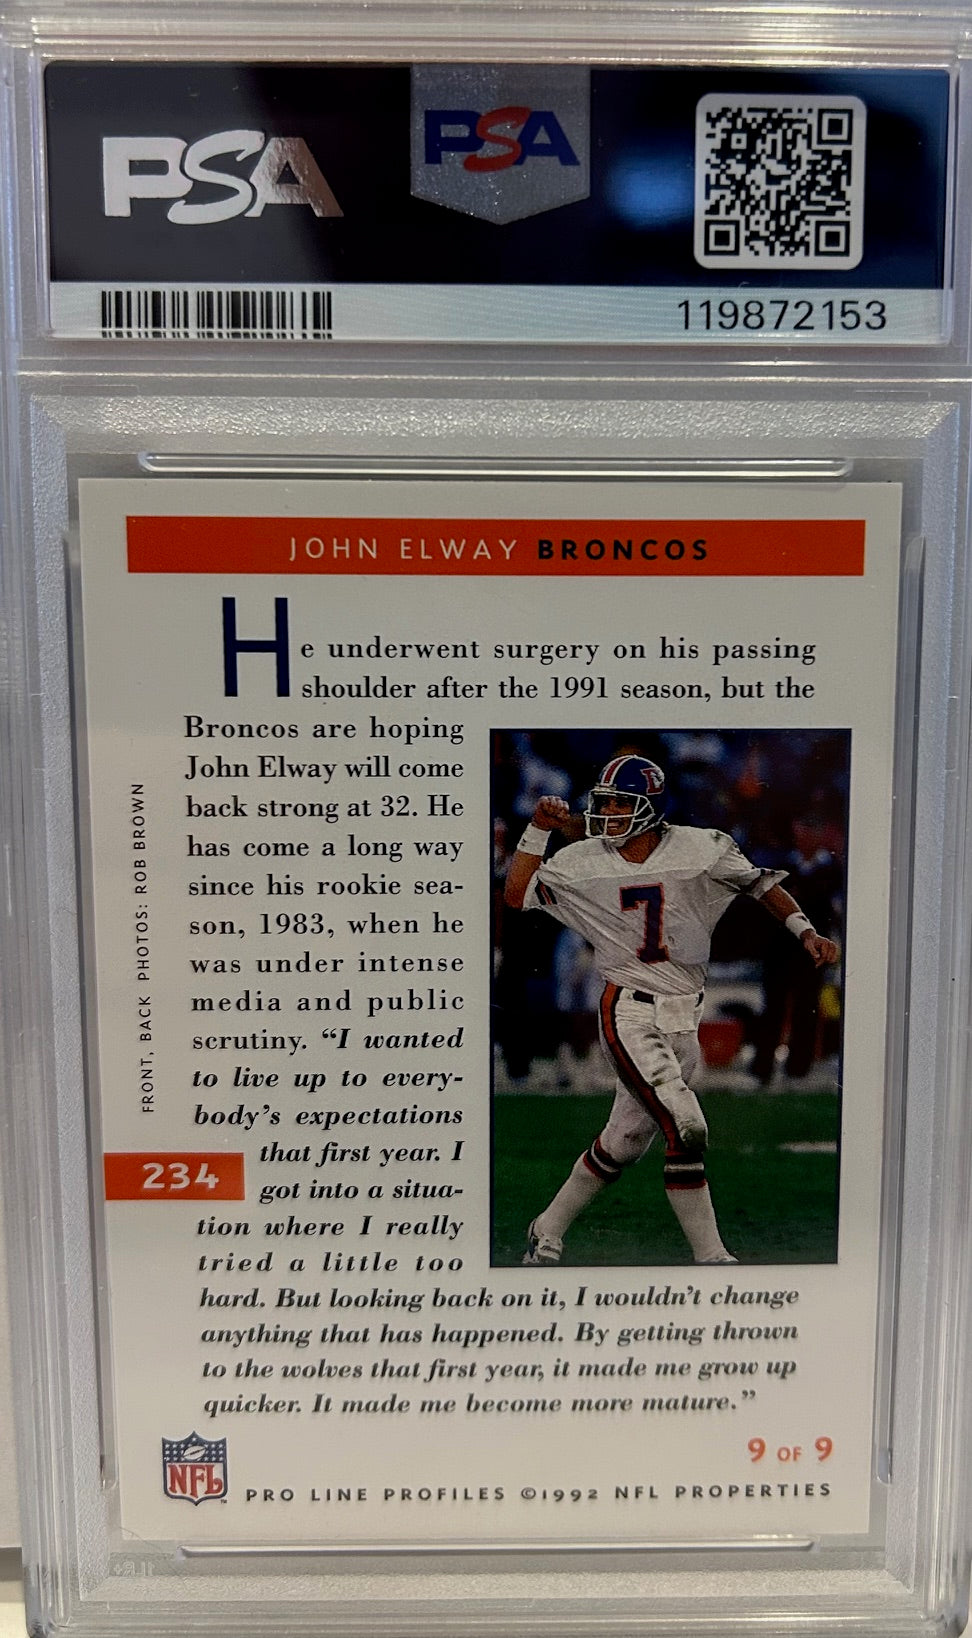 PSA
PSA
119872153
JOHN ELWAY BRONCOS
He underwent surgery on his passing
shoulder after the 1991 season, but the
Broncos are hoping
John Elway will come
back strong at 32. He
has come a long way
since his rookie sea-
son, 1983, when he
was under intense
media and public
scrutiny. “I wanted
to live up to every-
body’s expectations
that first year. I
got into a situa-
tion where I really
tried a little too
hard. But looking back on it, I wouldn’t change
anything that has happened. By getting thrown
to the wolves that first year, it made me grow up
quicker. It made me become more mature.”
FRONT, BACK PHOTOS: ROB BROWN
234
7
9 OF 9
NFL
PRO LINE PROFILES ©1992 NFL PROPERTIES